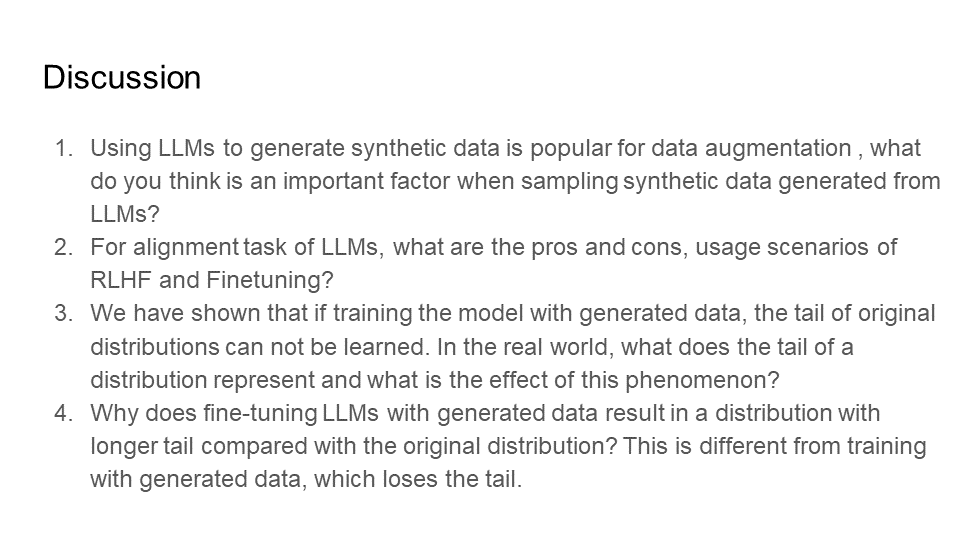 Discussion
1. Using LLMs to generate synthetic data is popular for data augmentation , what
do you think is an important factor when sampling synthetic data generated from
LLMs?
2. For alignment task of LLMs, what are the pros and cons, usage scenarios of
RLHF and Finetuning?
3. We have shown that if training the model with generated data, the tail of original
distributions can not be learned. In the real world, what does the tail of a
distribution represent and what is the effect of this phenomenon?
4. Why does fine-tuning LLMs with generated data result in a distribution with
longer tail compared with the original distribution? This is different from training
with generated data, which loses the tail.